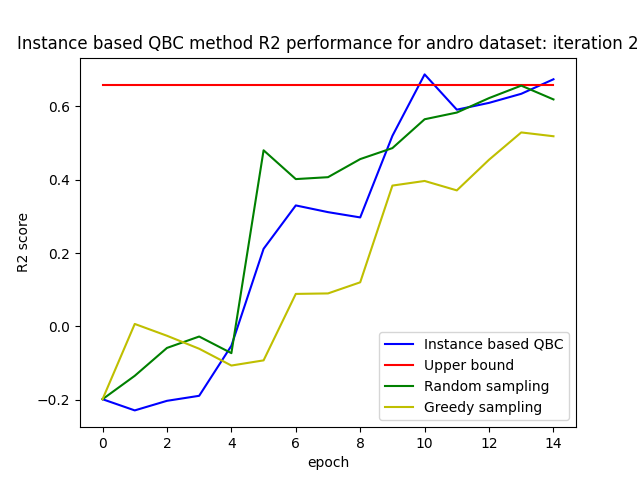 Instance based QBC method R2 performance for andro dataset: iteration 2
R2 score
0.6
0.4
0.2
0.0
−0.2
0
2
4
6
8
10
12
14
epoch
Instance based QBC
Upper bound
Random sampling
Greedy sampling